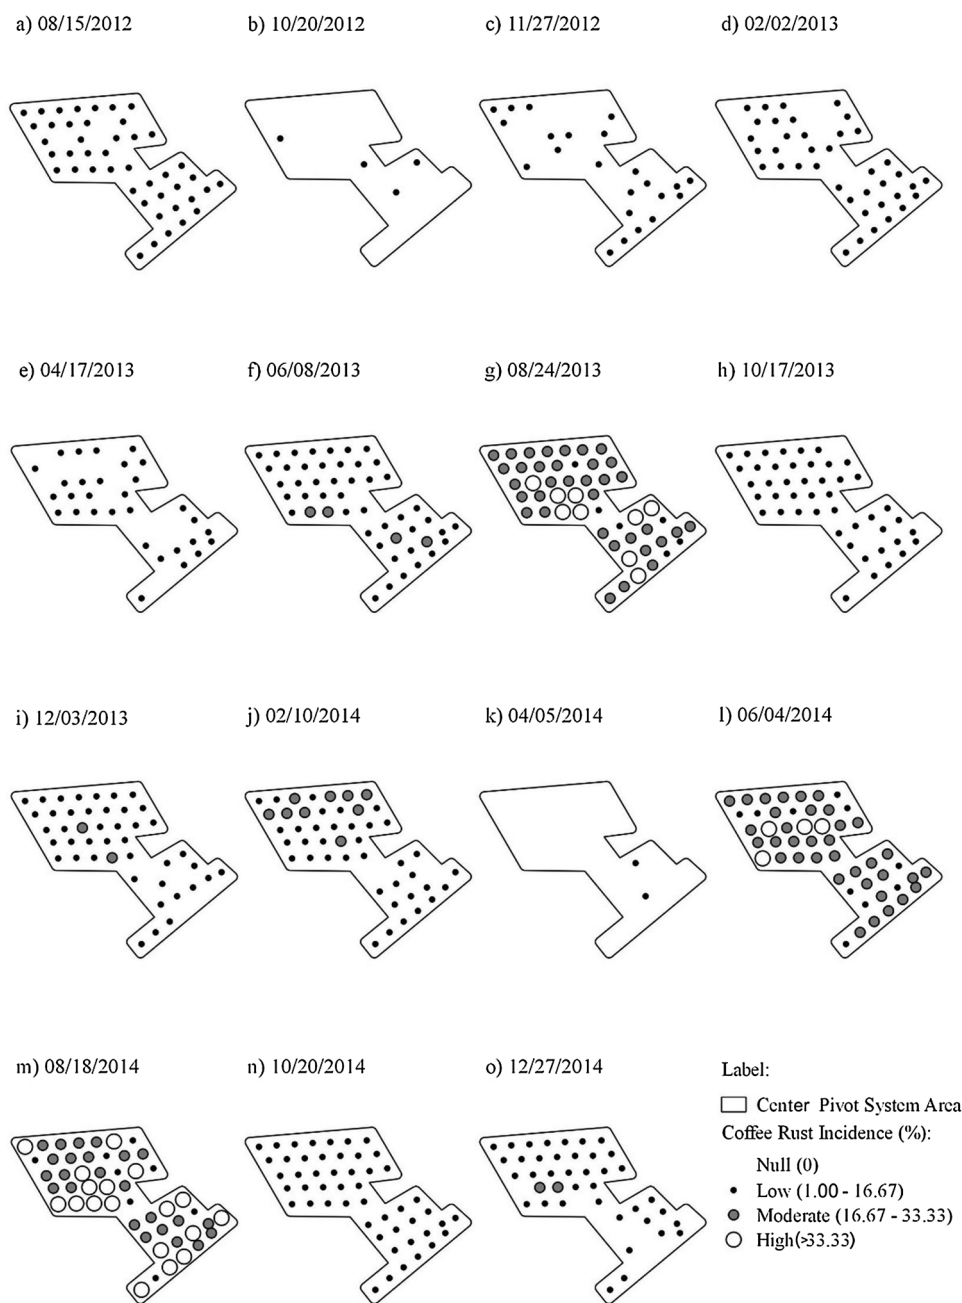 a) 08/15/2012
b) 10/20/2012
c) 11/27/2012
d) 02/02/2013
e) 04/17/2013
f) 06/08/2013
g) 08/24/2013
h) 10/17/2013
i) 12/03/2013
j) 02/10/2014
k) 04/05/2014
l) 06/04/2014
m) 08/18/2014
n) 10/20/2014
o) 12/27/2014
Label:
Center Pivot System Area
Coffee Rust Incidence (%):
Null (0)
Low (1.00 - 16.67)
Moderate (16.67 - 33.33)
High(>33.33)